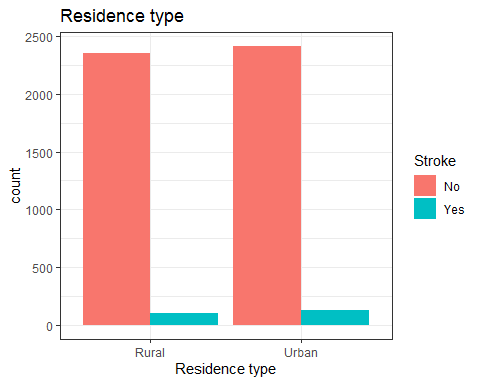 Residence type
count
2500
2000
1500
1000
500
0
Rural
Urban
Residence type
Stroke
No
Yes